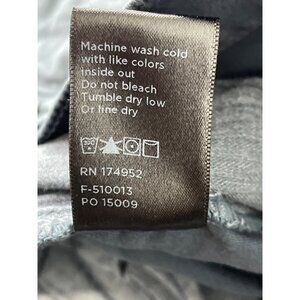 Machine wash cold
with like colors
inside out
Do not bleach
Tumble dry low
Or line dry
RN 174952
F-510013
PO 15009